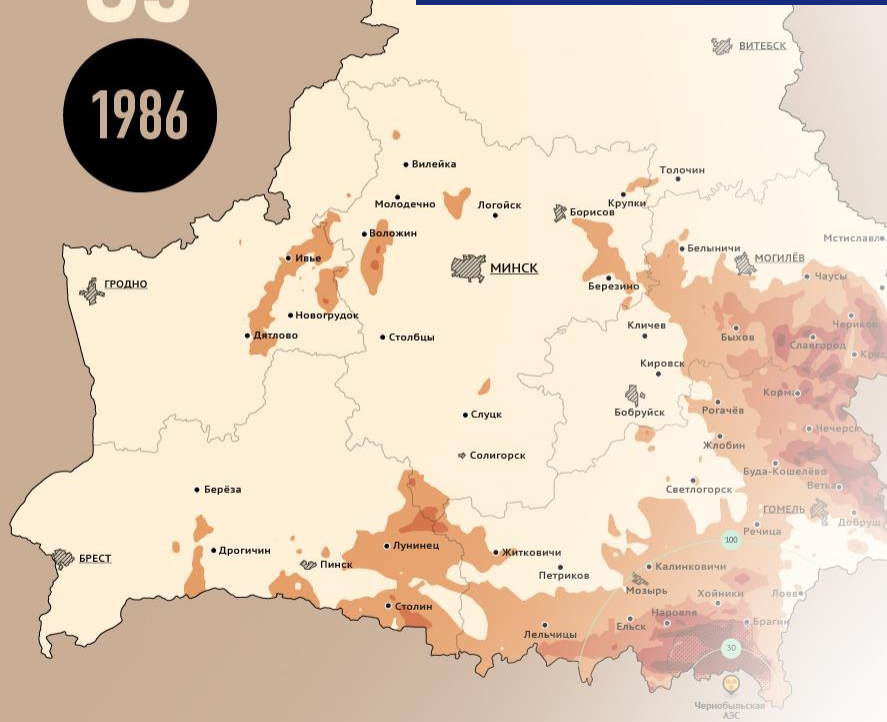 1986
ВИТЕБСК
Вилейка
Толочин
Молодечно
Логойск
Крупки
Борисов
Воложин
Белыничи
Мстиславль
Ивье
МИНСК
МОГИЛЁВ
Чаусы
ГРОДНО
Березино
Новогрудок
Кличев
Чериков
Дятлово
Столбцы
Быхов
Славгород
Крас
Кировск
Корма
Бобруйск
Рогачёв
Слуцк
Чечерск
Жлобин
Солигорск
Буда-Кошелёво
Берёза
Светлогорск
Ветка
ГОМЕЛЬ
Добруш
Речица
100
Дрогичин
Лунинец
Житковичи
БРЕСТ
Пинск
Петриков
Калинковичи
Мозырь
Хойники
Лоев
Столин
Наровля
Лельчицы
Ельск
Брагин
30
Чернобыльская
АЭС